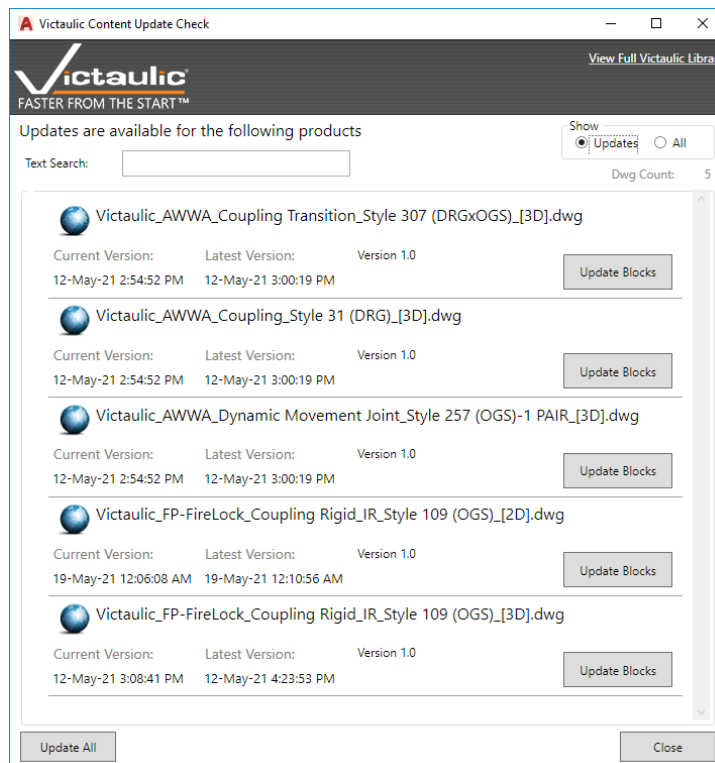 Victaulic Content Update Check
View Full Victaulic Libra
Victaulic
FASTER FROM THE START™
Updates are available for the following products
Show
Updates All
Text Search:
Dwg Count: 5
Victaulic_AWWA_Coupling Transition_Style 307 (DRGxOGS)_[3D].dwg
Current Version: Latest Version: Version 1.0
12-May-21 2:54:52 PM 12-May-21 3:00:19 PM
Update Blocks
Victaulic_AWWA_Coupling_Style 31 (DRG)_[3D].dwg
Current Version: Latest Version: Version 1.0
12-May-21 2:54:52 PM 12-May-21 3:00:19 PM
Update Blocks
Victaulic_AWWA_Dynamic Movement Joint_Style 257 (OGS)-1 PAIR_[3D].dwg
Current Version: Latest Version: Version 1.0
12-May-21 2:54:52 PM 12-May-21 3:00:19 PM
Update Blocks
Victaulic_FP-FireLock_Coupling Rigid_IR_Style 109 (OGS)_[2D].dwg
Current Version: Latest Version: Version 1.0
19-May-21 12:06:08 AM 19-May-21 12:10:56 AM
Update Blocks
Victaulic_FP-FireLock_Coupling Rigid_IR_Style 109 (OGS)_[3D].dwg
Current Version: Latest Version: Version 1.0
12-May-21 3:08:41 PM 12-May-21 4:23:53 PM
Update Blocks
Update All Close